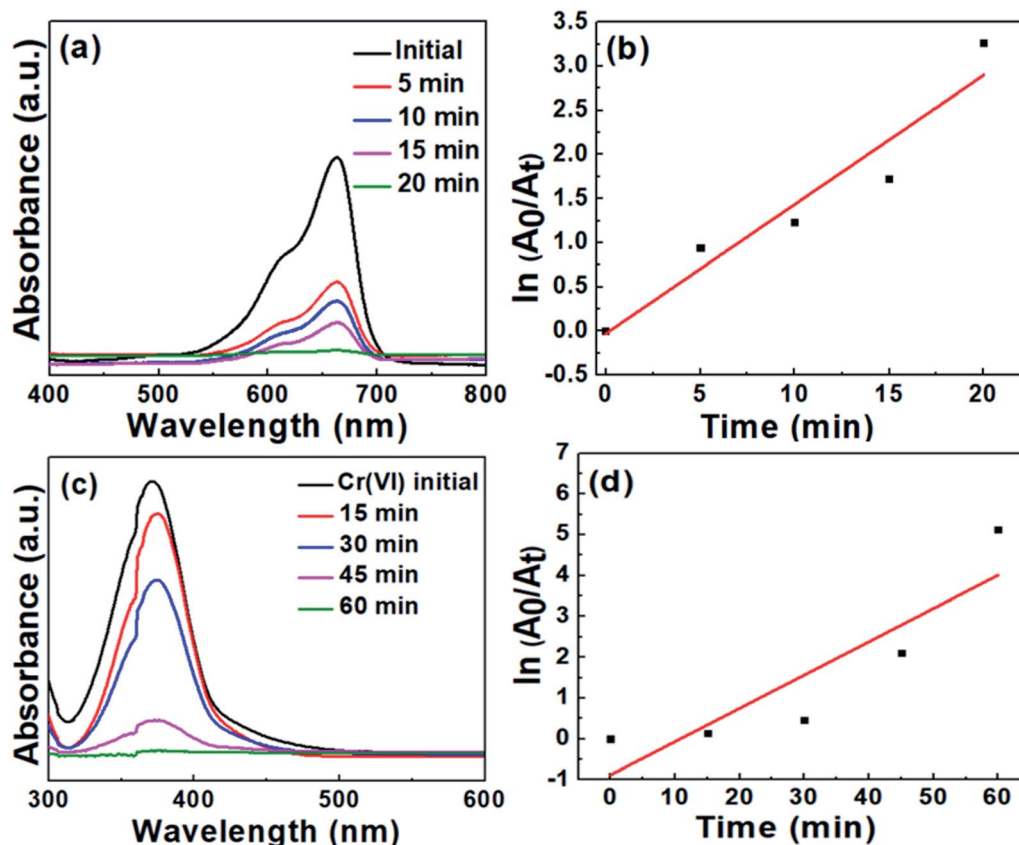 (a)
Initial
5 min
10 min
15 min
20 min
Absorbance (a.u.)
400 500 600 700 800
Wavelength (nm)
(b)
3.5
3.0
2.5
2.0
1.5
1.0
0.5
0.0
-0.5
ln (A0/At)
0 5 10 15 20
Time (min)
(c)
Cr(VI) initial
15 min
30 min
45 min
60 min
Absorbance (a.u.)
300 400 500 600
Wavelength (nm)
(d)
7
6
5
4
3
2
1
0
-1
ln (A0/At)
0 10 20 30 40 50 60
Time (min)